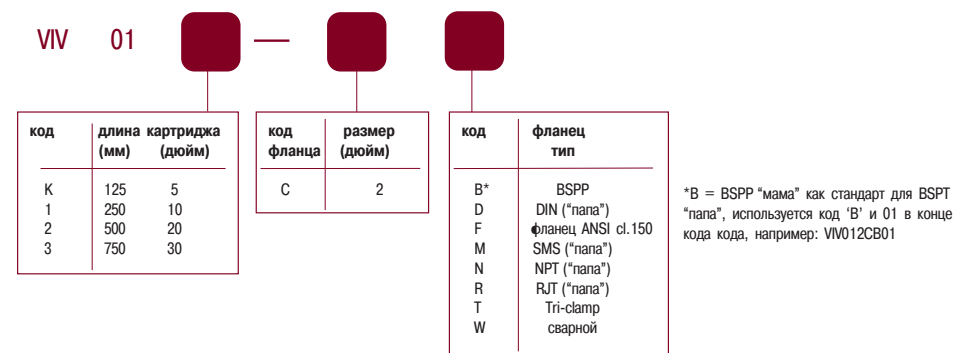 VIV 01 —
код длина картриджа
(мм) (дюйм)
K 125 5
1 250 10
2 500 20
3 750 30
код размер
фланца (дюйм)
C 2
код фланец
тип
B* BSPP
D DIN (“папа”)
F фланец ANSI cl.150
M SMS (“папа”)
N NPT (“папа”)
R RJT (“папа”)
T Tri-clamp
W сварной
*B = BSPP “мама” как стандарт для BSPT
“папа”, используется код ‘B’ и 01 в конце
кода кода, например: VIV012CB01